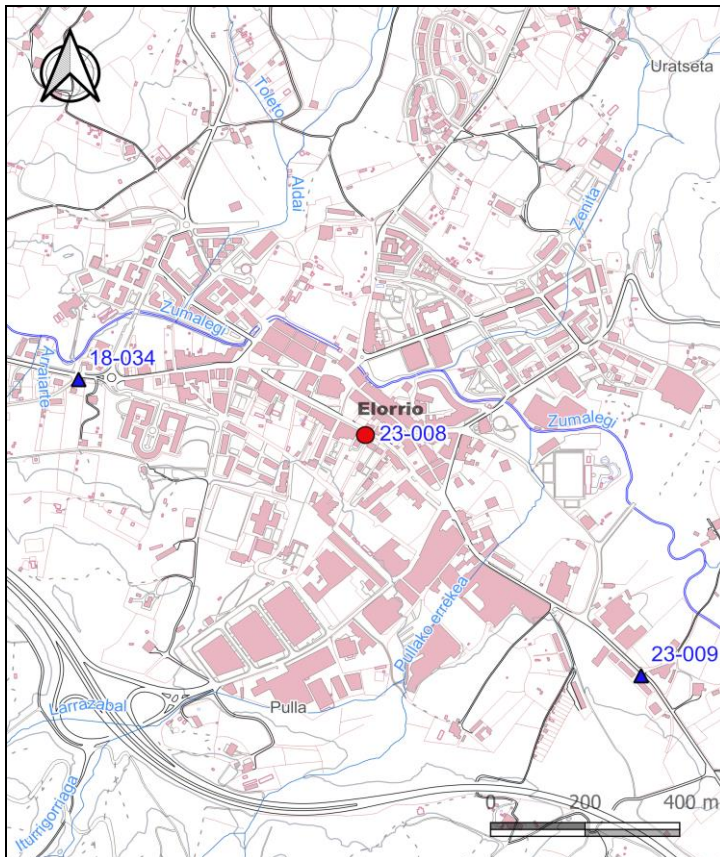 Uratseta
Toleto
Aldai
Zenita
Zumalegi
Arraiarte
18-034
Elorrio
23-008
Zumalegi
Pullako errekea
23-009
Larrazabal
Pulla
Iturrigorriaga
0 200 400 m